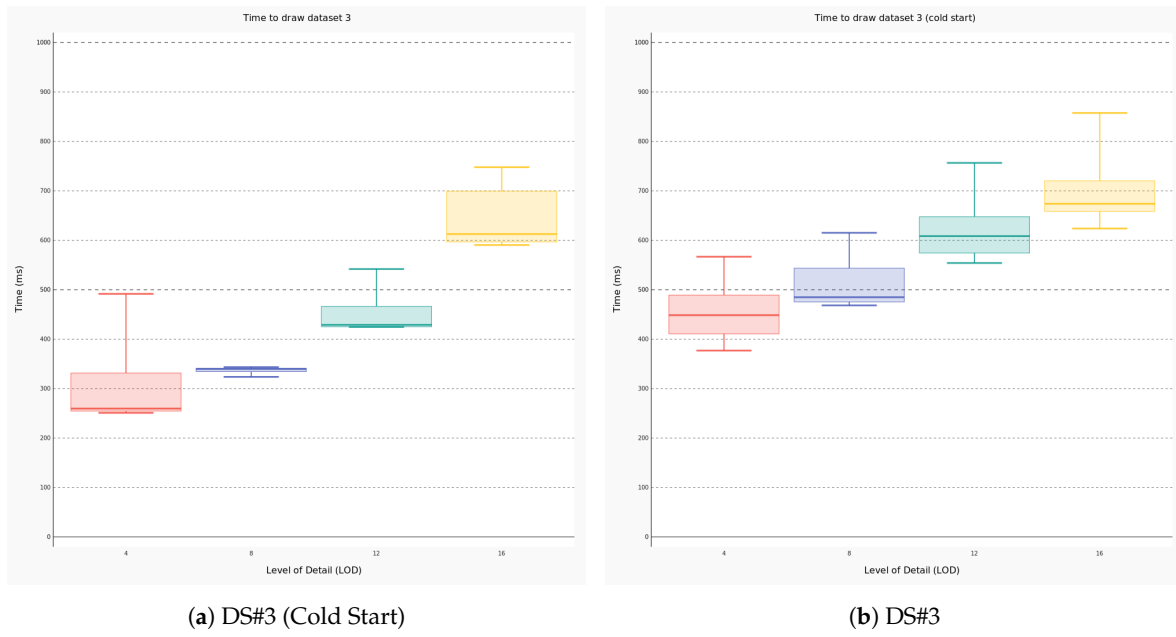 Time to draw dataset 3
1000
900
800
700
600
500
400
300
200
100
0
Time (ms)
4 8 12 16
Level of Detail (LOD)
(a) DS#3 (Cold Start)
Time to draw dataset 3 (cold start)
1000
900
800
700
600
500
400
300
200
100
0
Time (ms)
4 8 12 16
Level of Detail (LOD)
(b) DS#3